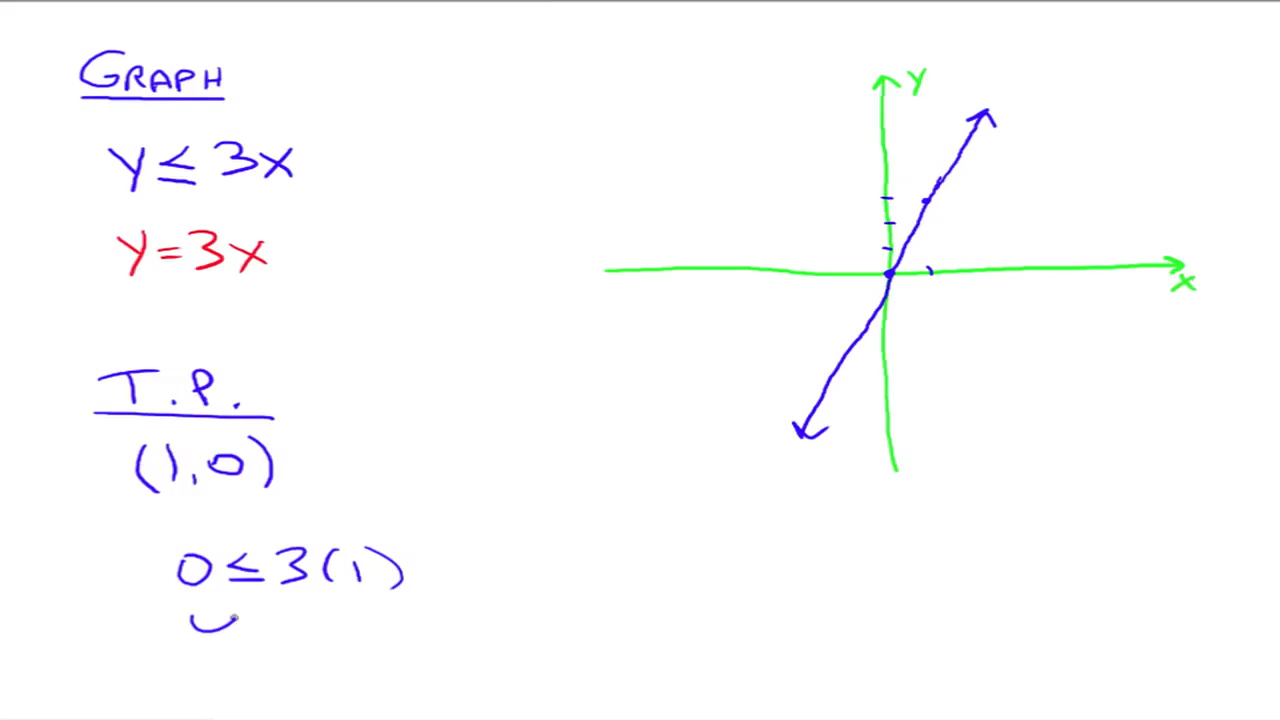 GRAPH
y ≤ 3x
y = 3x
T.P.
(1,0)
0 ≤ 3(1)
y
x